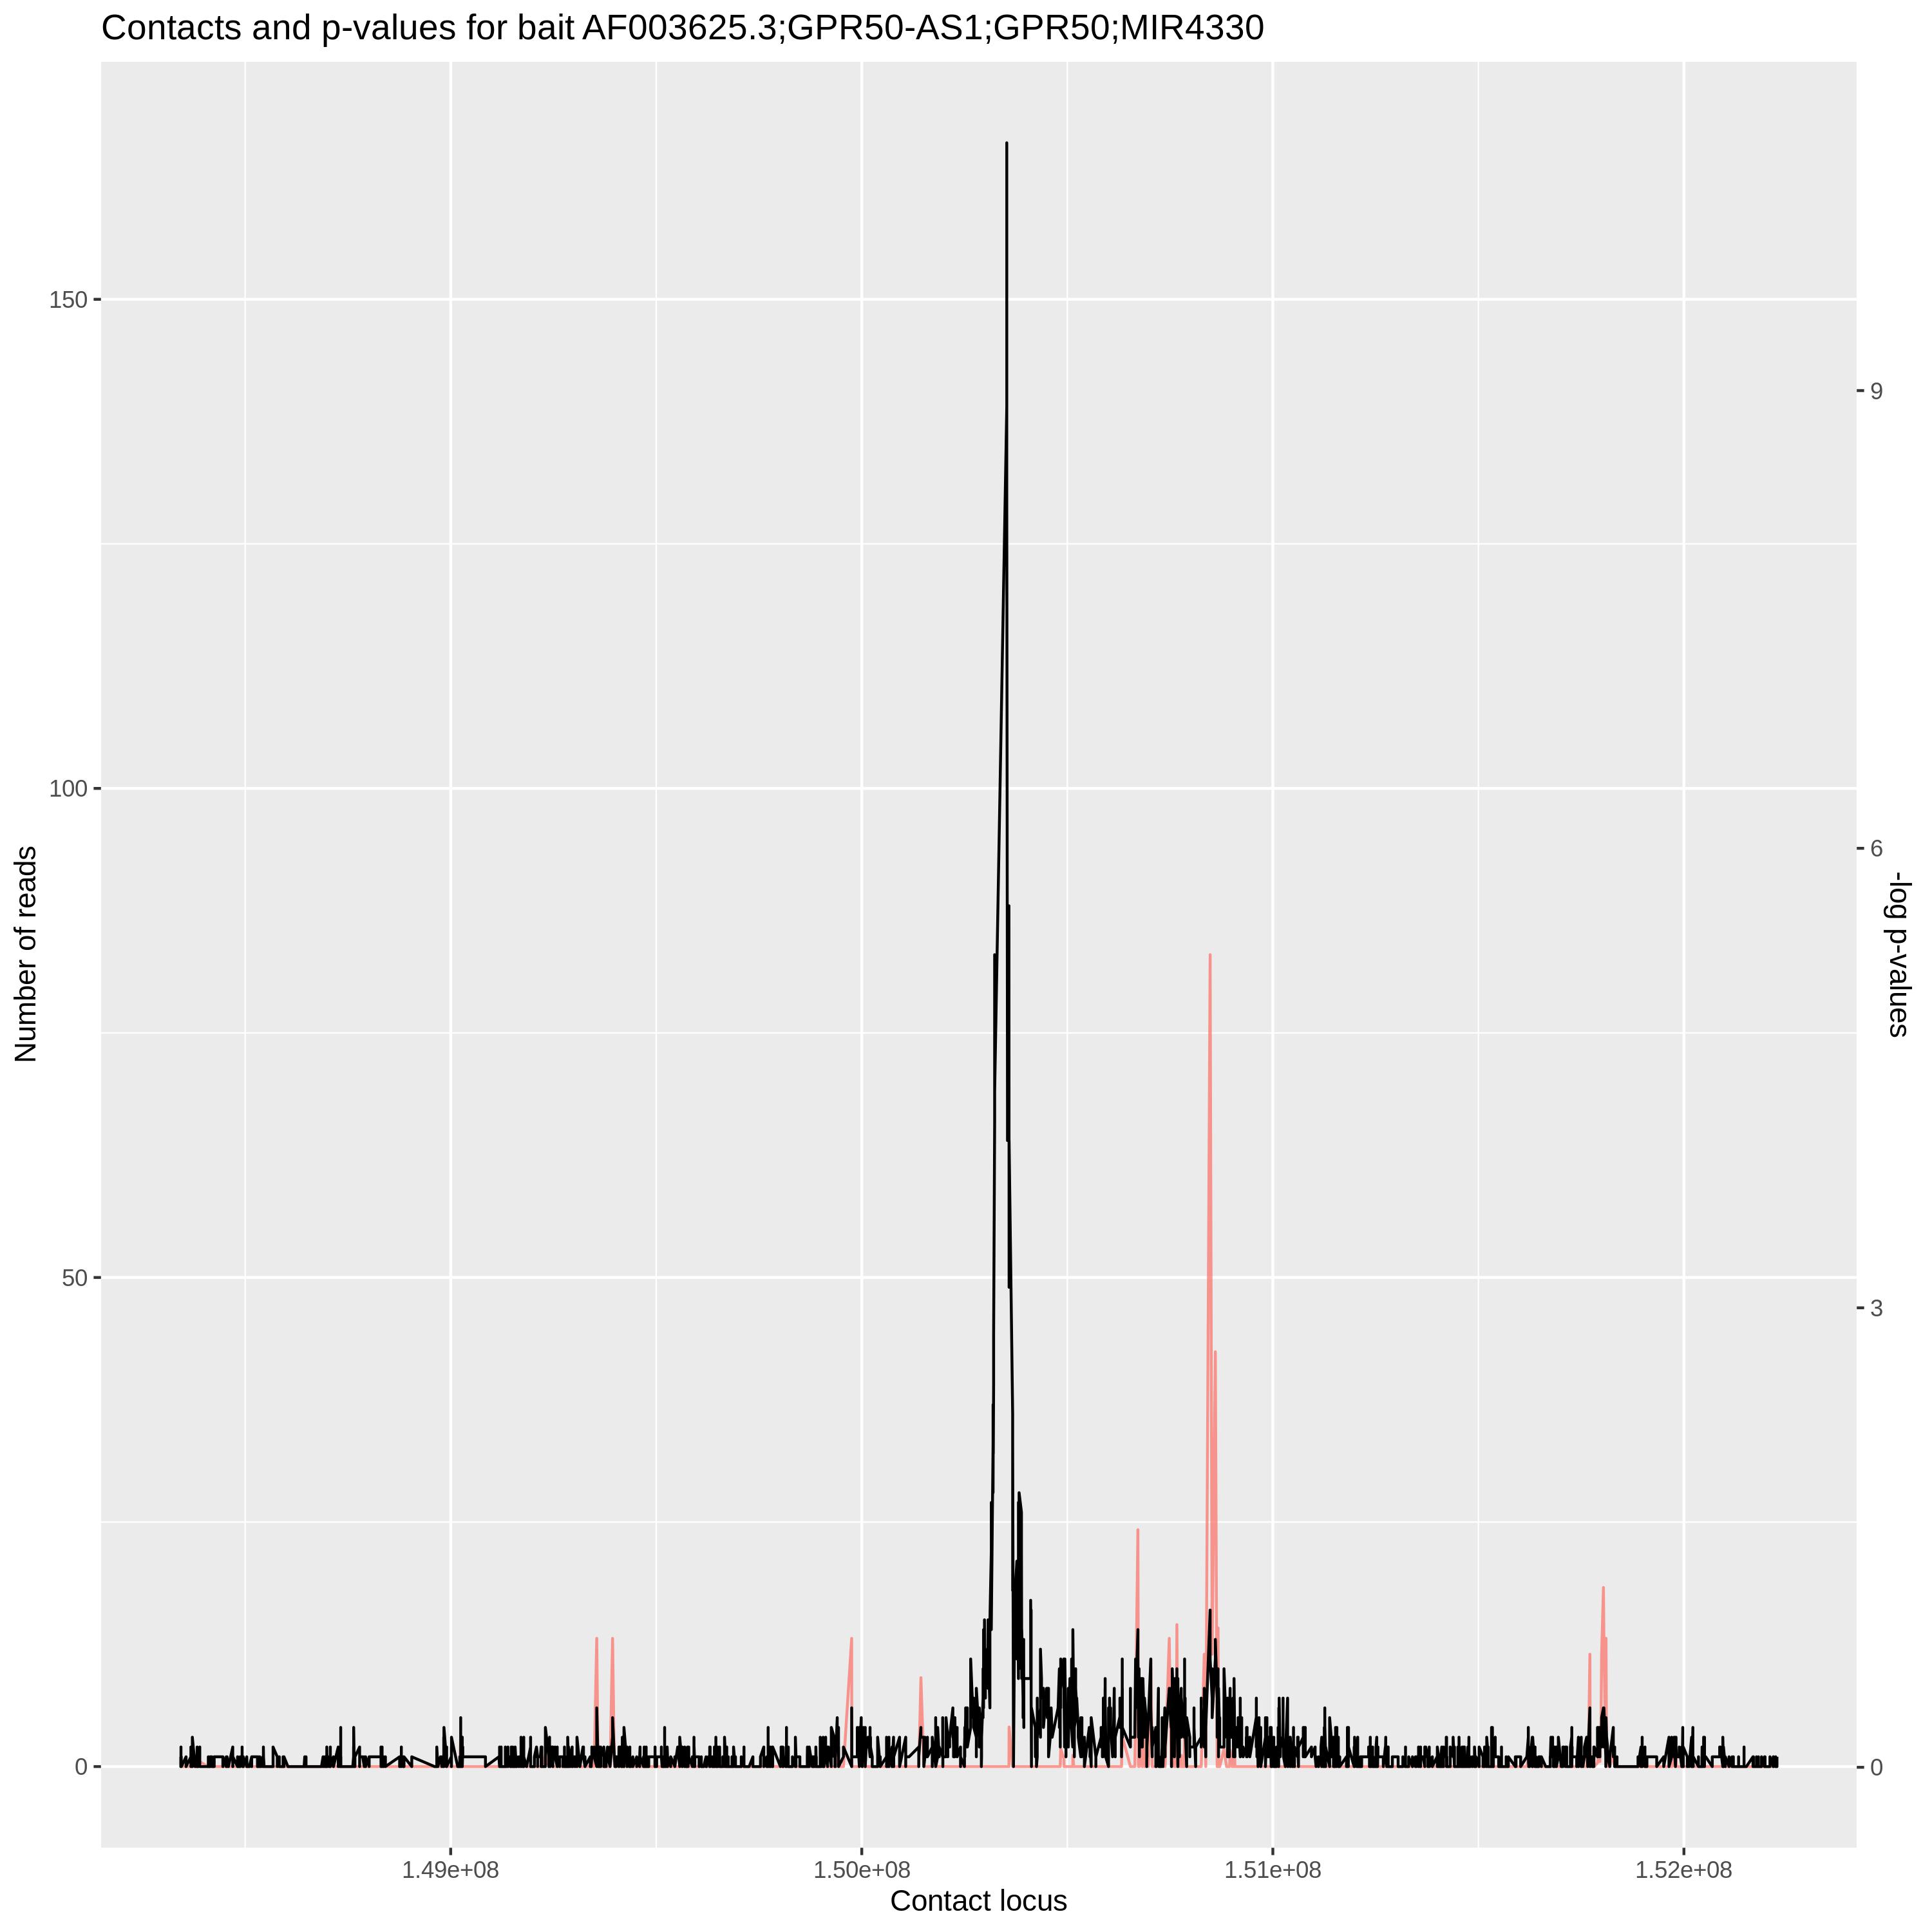 Contacts and p-values for bait AF003625.3;GPR50-AS1;GPR50;MIR4330
150
100
50
0
9
6
3
0
Number of reads
-log p-values
1.49e+08
1.50e+08
1.51e+08
1.52e+08
Contact locus